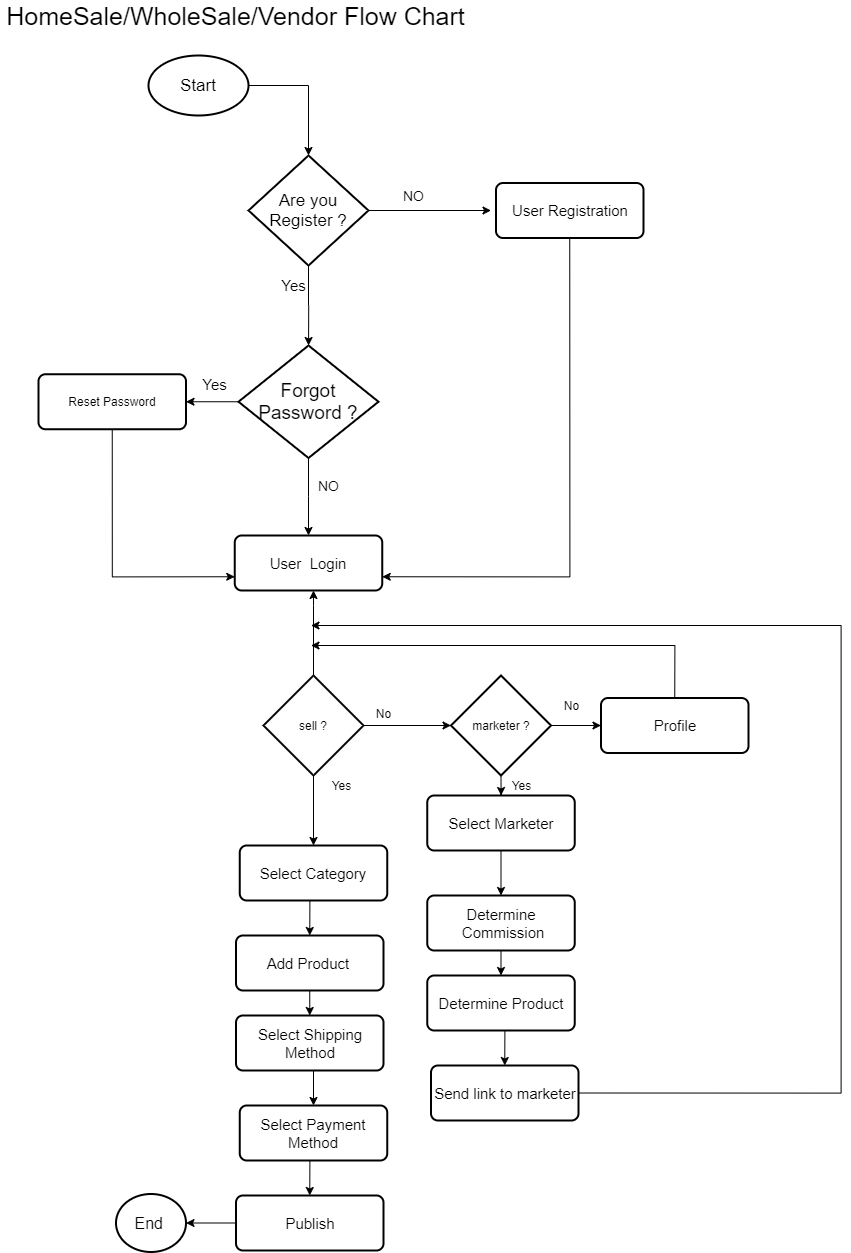 HomeSale/WholeSale/Vendor Flow Chart
Start
Are you
Register ?
NO
User Registration
Yes
Forgot
Password ?
Yes
Reset Password
NO
User  Login
sell ?
No
marketer ?
No
Profile
Yes
Yes
Select Marketer
Select Category
Determine
Commission
Add Product
Determine Product
Select Shipping
Method
Send link to marketer
Select Payment
Method
Publish
End